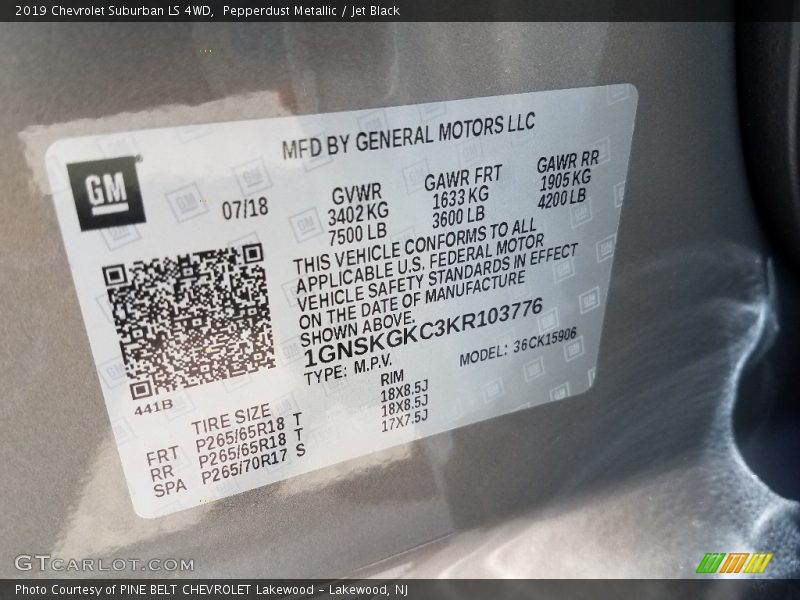 2019 Chevrolet Suburban LS 4WD,  Pepperdust Metallic / Jet Black
MFD BY GENERAL MOTORS LLC
GM
07/18
GVWR
3402 KG
7500 LB
GAWR FRT
1633 KG
3600 LB
GAWR RR
1905 KG
4200 LB
THIS VEHICLE CONFORMS TO ALL
APPLICABLE U.S. FEDERAL MOTOR
VEHICLE SAFETY STANDARDS IN EFFECT
ON THE DATE OF MANUFACTURE
SHOWN ABOVE.
1GNSKGKC3KR103776
TYPE: M.P.V.
MODEL: 36CK15906
441B
TIRE SIZE
RIM
FRT P265/65R18 T 18X8.5J
RR P265/65R18 T 18X8.5J
SPA P265/70R17 S 17X7.5J
GTCARLOT.COM
Photo Courtesy of PINE BELT CHEVROLET Lakewood - Lakewood, NJ